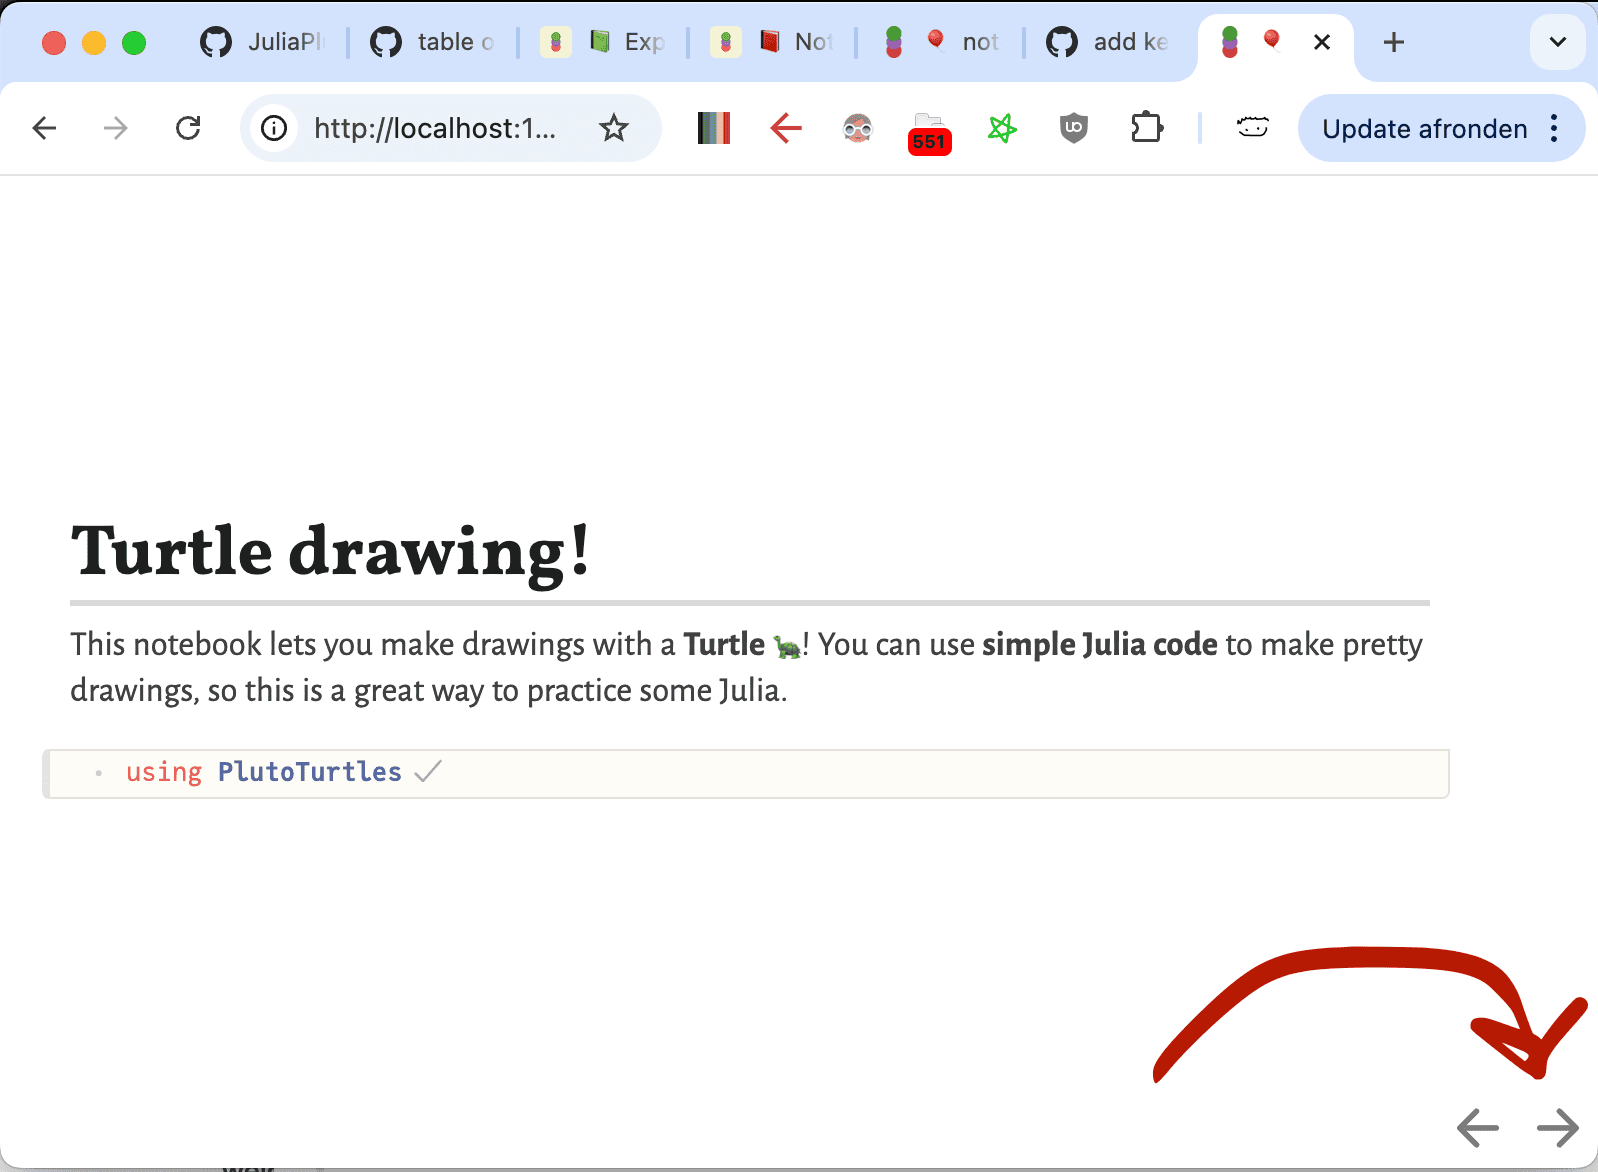 JuliaPl
table o
Exp
Not
not
add ke
http://localhost:1...
551
Update afronden
Turtle drawing!
This notebook lets you make drawings with a Turtle 🐢! You can use simple Julia code to make pretty
drawings, so this is a great way to practice some Julia.
using PlutoTurtles